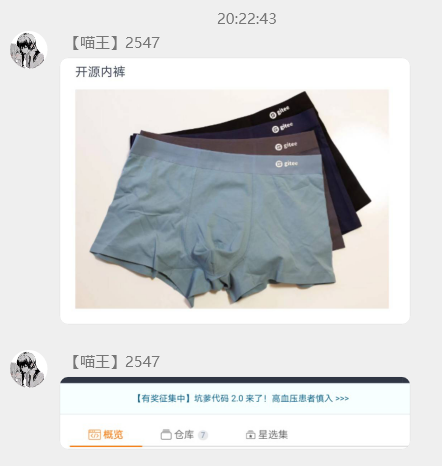 20:22:43
【喵王】2547
开源内裤
gitee
gitee
gitee
gitee
【喵王】2547
【有奖征集中】坑爹代码 2.0 来了！高血压患者慎入 >>>
概览
仓库 7
星选集